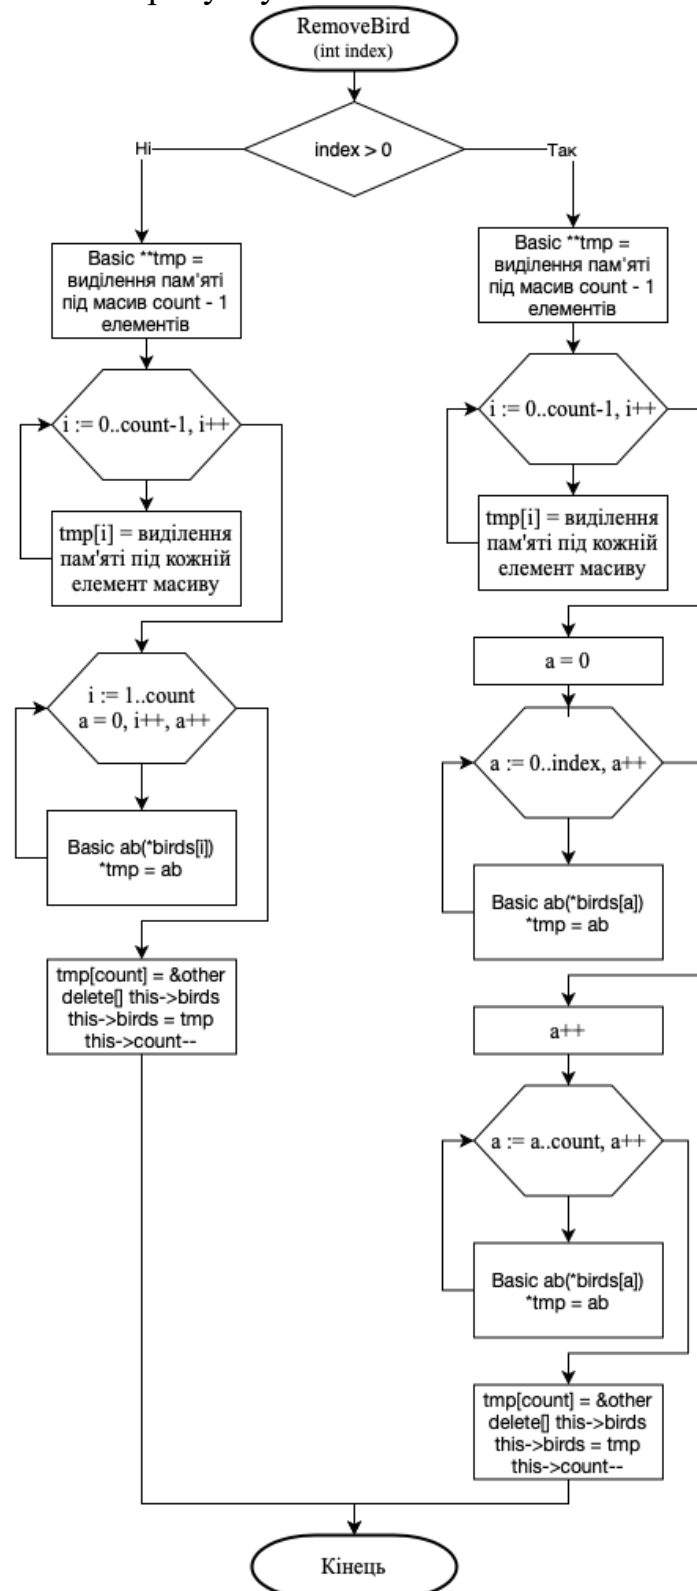 RemoveBird
(int index)
index > 0
Ні
Так
Basic **tmp =
виділення пам'яті
під масив count - 1
елементів
i := 0..count-1, i++
tmp[i] = виділення
пам'яті під кожній
елемент масиву
i := 1..count
a = 0, i++, a++
Basic ab(*birds[i])
*tmp = ab
tmp[count] = &other
delete[] this->birds
this->birds = tmp
this->count--
Basic **tmp =
виділення пам'яті
під масив count - 1
елементів
i := 0..count-1, i++
tmp[i] = виділення
пам'яті під кожній
елемент масиву
a = 0
a := 0..index, a++
Basic ab(*birds[a])
*tmp = ab
a++
a := a..count, a++
Basic ab(*birds[a])
*tmp = ab
tmp[count] = &other
delete[] this->birds
this->birds = tmp
this->count--
Кінець